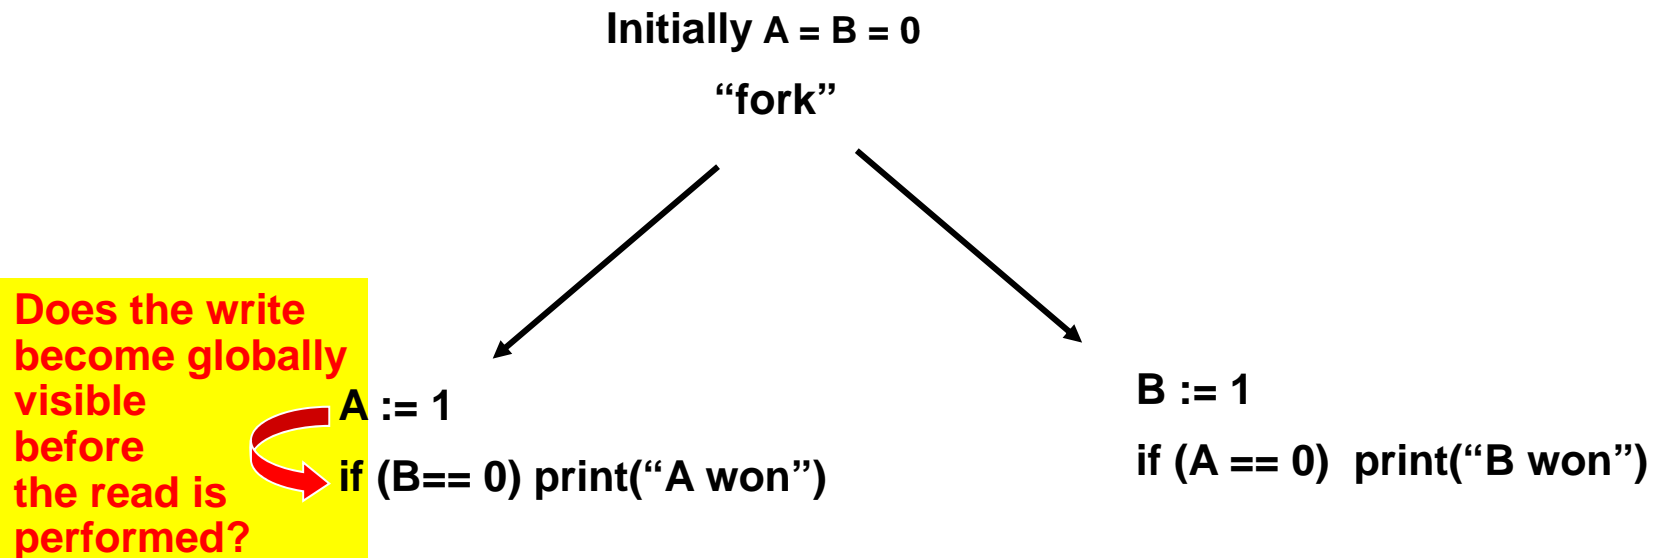 Initially A = B = 0
“fork”
Does the write
become globally
visible
before
the read is
performed?
A := 1
if (B== 0) print(“A won”)
B := 1
if (A == 0) print(“B won”)